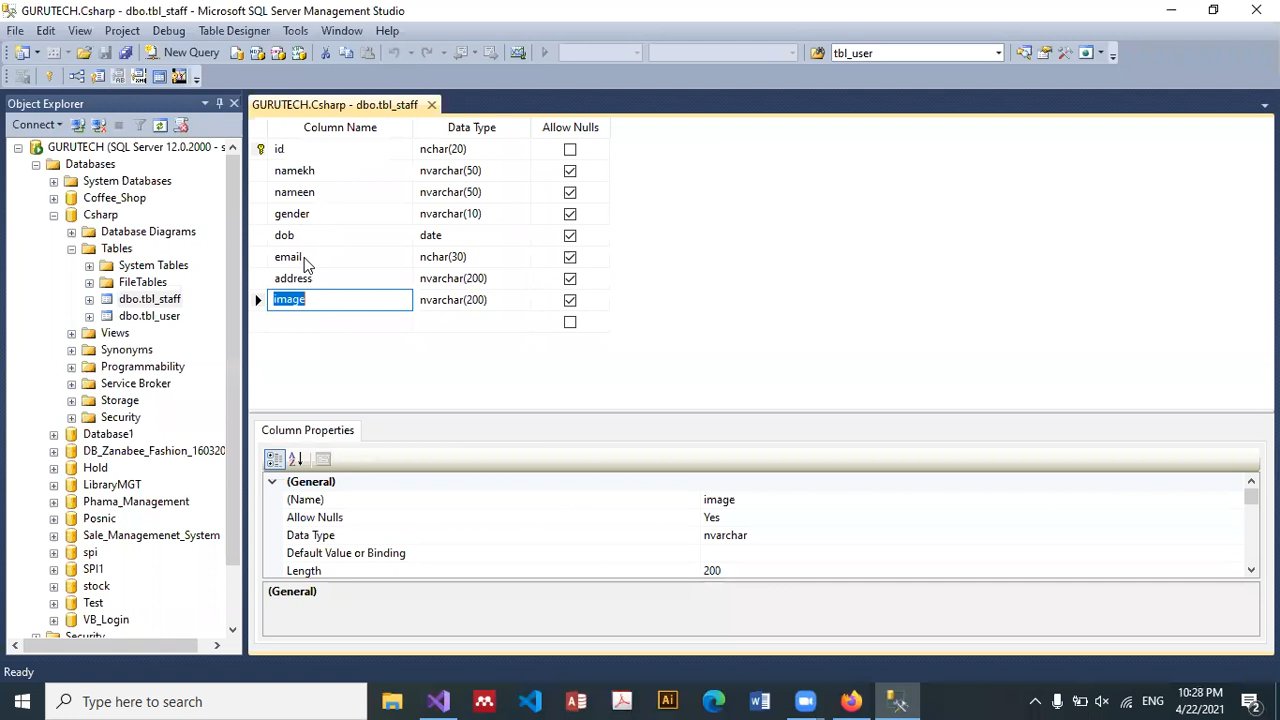 GURUTECH.Csharp - dbo.tbl_staff - Microsoft SQL Server Management Studio
File Edit View Project Debug Table Designer Tools Window Help
New Query tbl_user
Object Explorer
Connect
GURUTECH (SQL Server 12.0.2000 - s
Databases
System Databases
Coffee_Shop
Csharp
Database Diagrams
Tables
System Tables
FileTables
dbo.tbl_staff
dbo.tbl_user
Views
Synonyms
Programmability
Service Broker
Storage
Security
Database1
DB_Zanabee_Fashion_160320
Hold
LibraryMGT
Phama_Management
Posnic
Sale_Managemenet_System
spi
SPI1
stock
Test
VB_Login
Security
GURUTECH.Csharp - dbo.tbl_staff
Column Name Data Type Allow Nulls
id nchar(20)
namekh nvarchar(50)
nameen nvarchar(50)
gender nvarchar(10)
dob date
email nchar(30)
address nvarchar(200)
image nvarchar(200)
Column Properties
(General)
(Name) image
Allow Nulls Yes
Data Type nvarchar
Default Value or Binding
Length 200
(General)
Ready
Type here to search
ENG
10:28 PM
4/22/2021
2